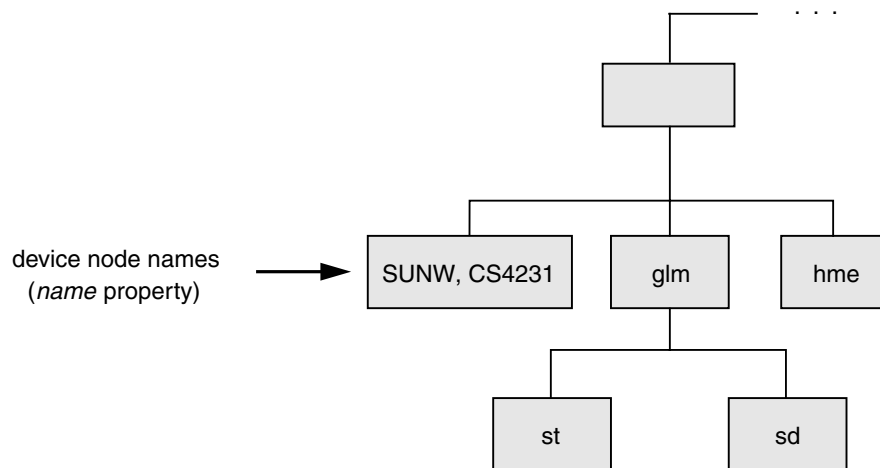 . . .
device node names
(name property)
SUNW, CS4231
glm
hme
st
sd